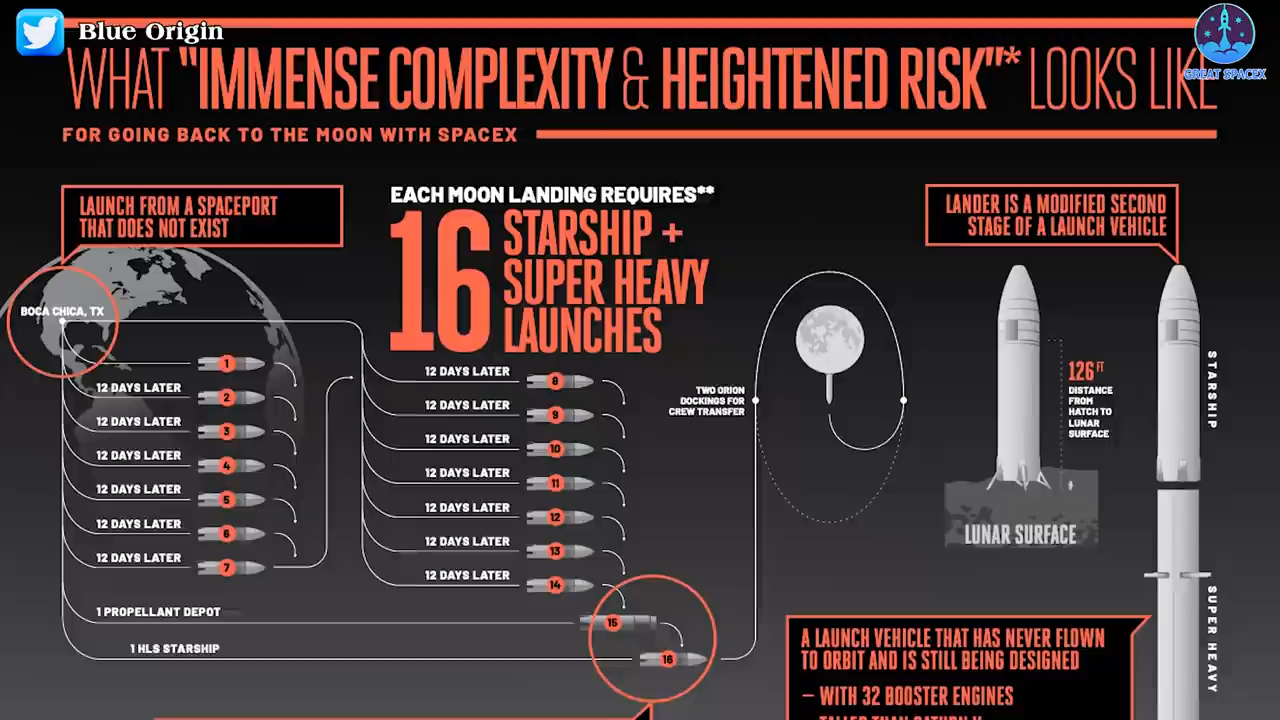 Blue Origin
GREAT SPACEX
WHAT "IMMENSE COMPLEXITY & HEIGHTENED RISK"* LOOKS LIKE
FOR GOING BACK TO THE MOON WITH SPACEX
LAUNCH FROM A SPACEPORT
THAT DOES NOT EXIST
BOCA CHICA, TX
EACH MOON LANDING REQUIRES**
16 STARSHIP +
SUPER HEAVY
LAUNCHES
1
12 DAYS LATER 2
12 DAYS LATER 3
12 DAYS LATER 4
12 DAYS LATER 5
12 DAYS LATER 6
12 DAYS LATER 7
12 DAYS LATER 8
12 DAYS LATER 9
12 DAYS LATER 10
12 DAYS LATER 11
12 DAYS LATER 12
12 DAYS LATER 13
12 DAYS LATER 14
1 PROPELLANT DEPOT 15
1 HLS STARSHIP 16
TWO ORION
DOCKINGS FOR
CREW TRANSFER
LANDER IS A MODIFIED SECOND
STAGE OF A LAUNCH VEHICLE
126 FT
DISTANCE
FROM
HATCH TO
LUNAR
SURFACE
LUNAR SURFACE
STARSHIP
SUPER HEAVY
A LAUNCH VEHICLE THAT HAS NEVER FLOWN
TO ORBIT AND IS STILL BEING DESIGNED
– WITH 32 BOOSTER ENGINES